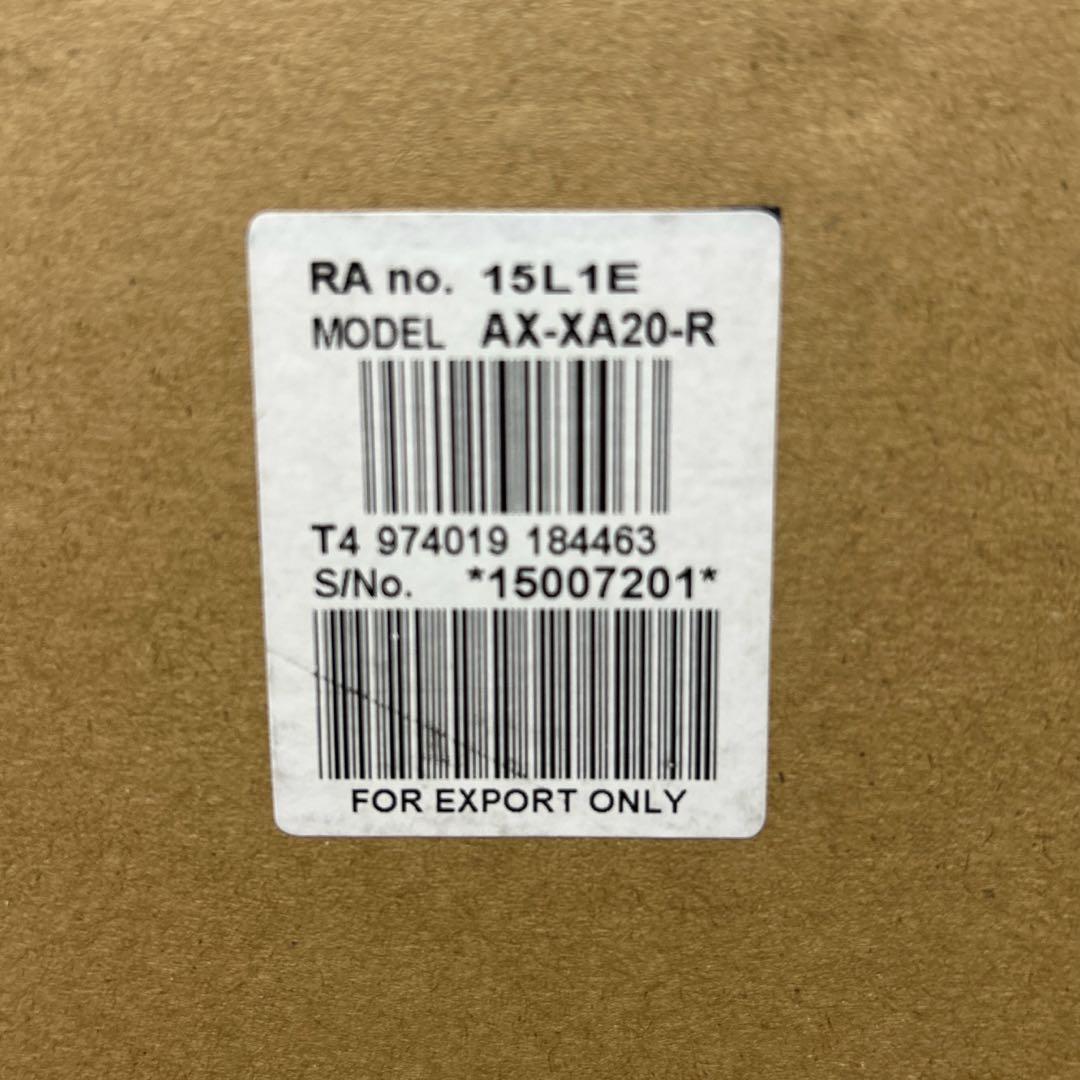 RA no. 15L1E
MODEL AX-XA20-R
T4 974019 184463
S/No. *15007201*
FOR EXPORT ONLY